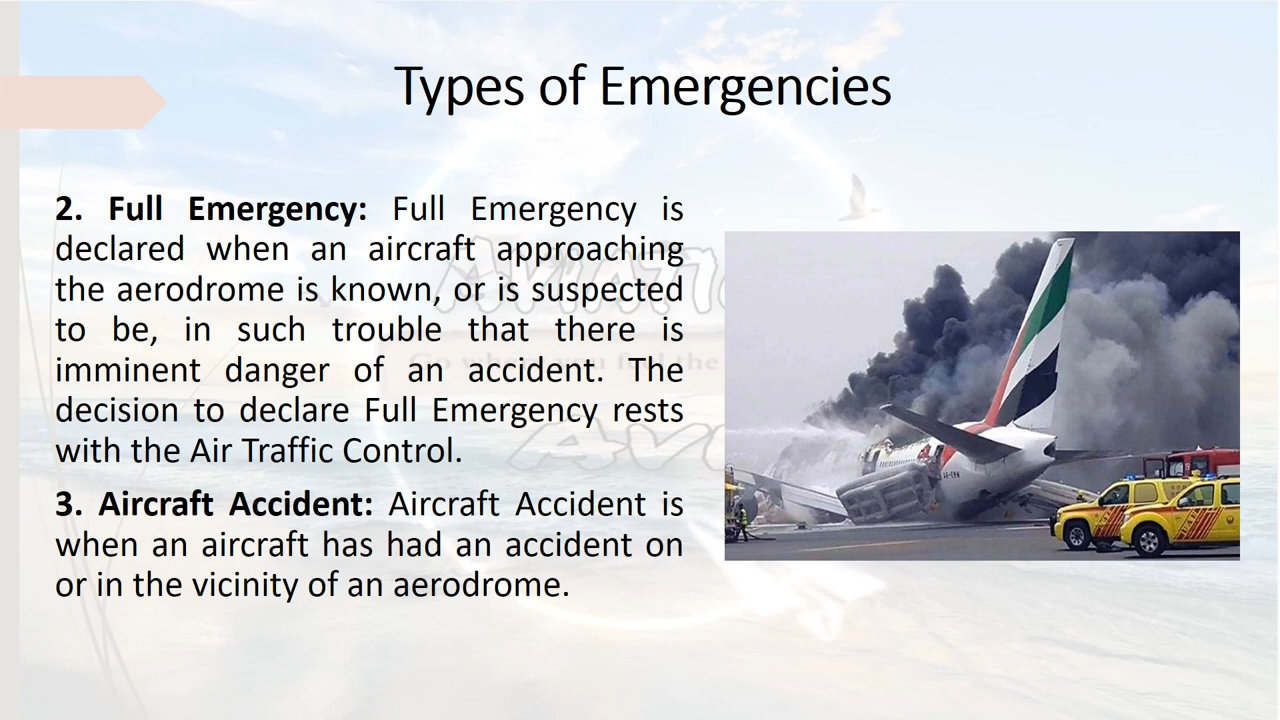 Types of Emergencies
2. Full Emergency: Full Emergency is
declared when an aircraft approaching
the aerodrome is known, or is suspected
to be, in such trouble that there is
imminent danger of an accident. The
decision to declare Full Emergency rests
with the Air Traffic Control.
3. Aircraft Accident: Aircraft Accident is
when an aircraft has had an accident on
or in the vicinity of an aerodrome.